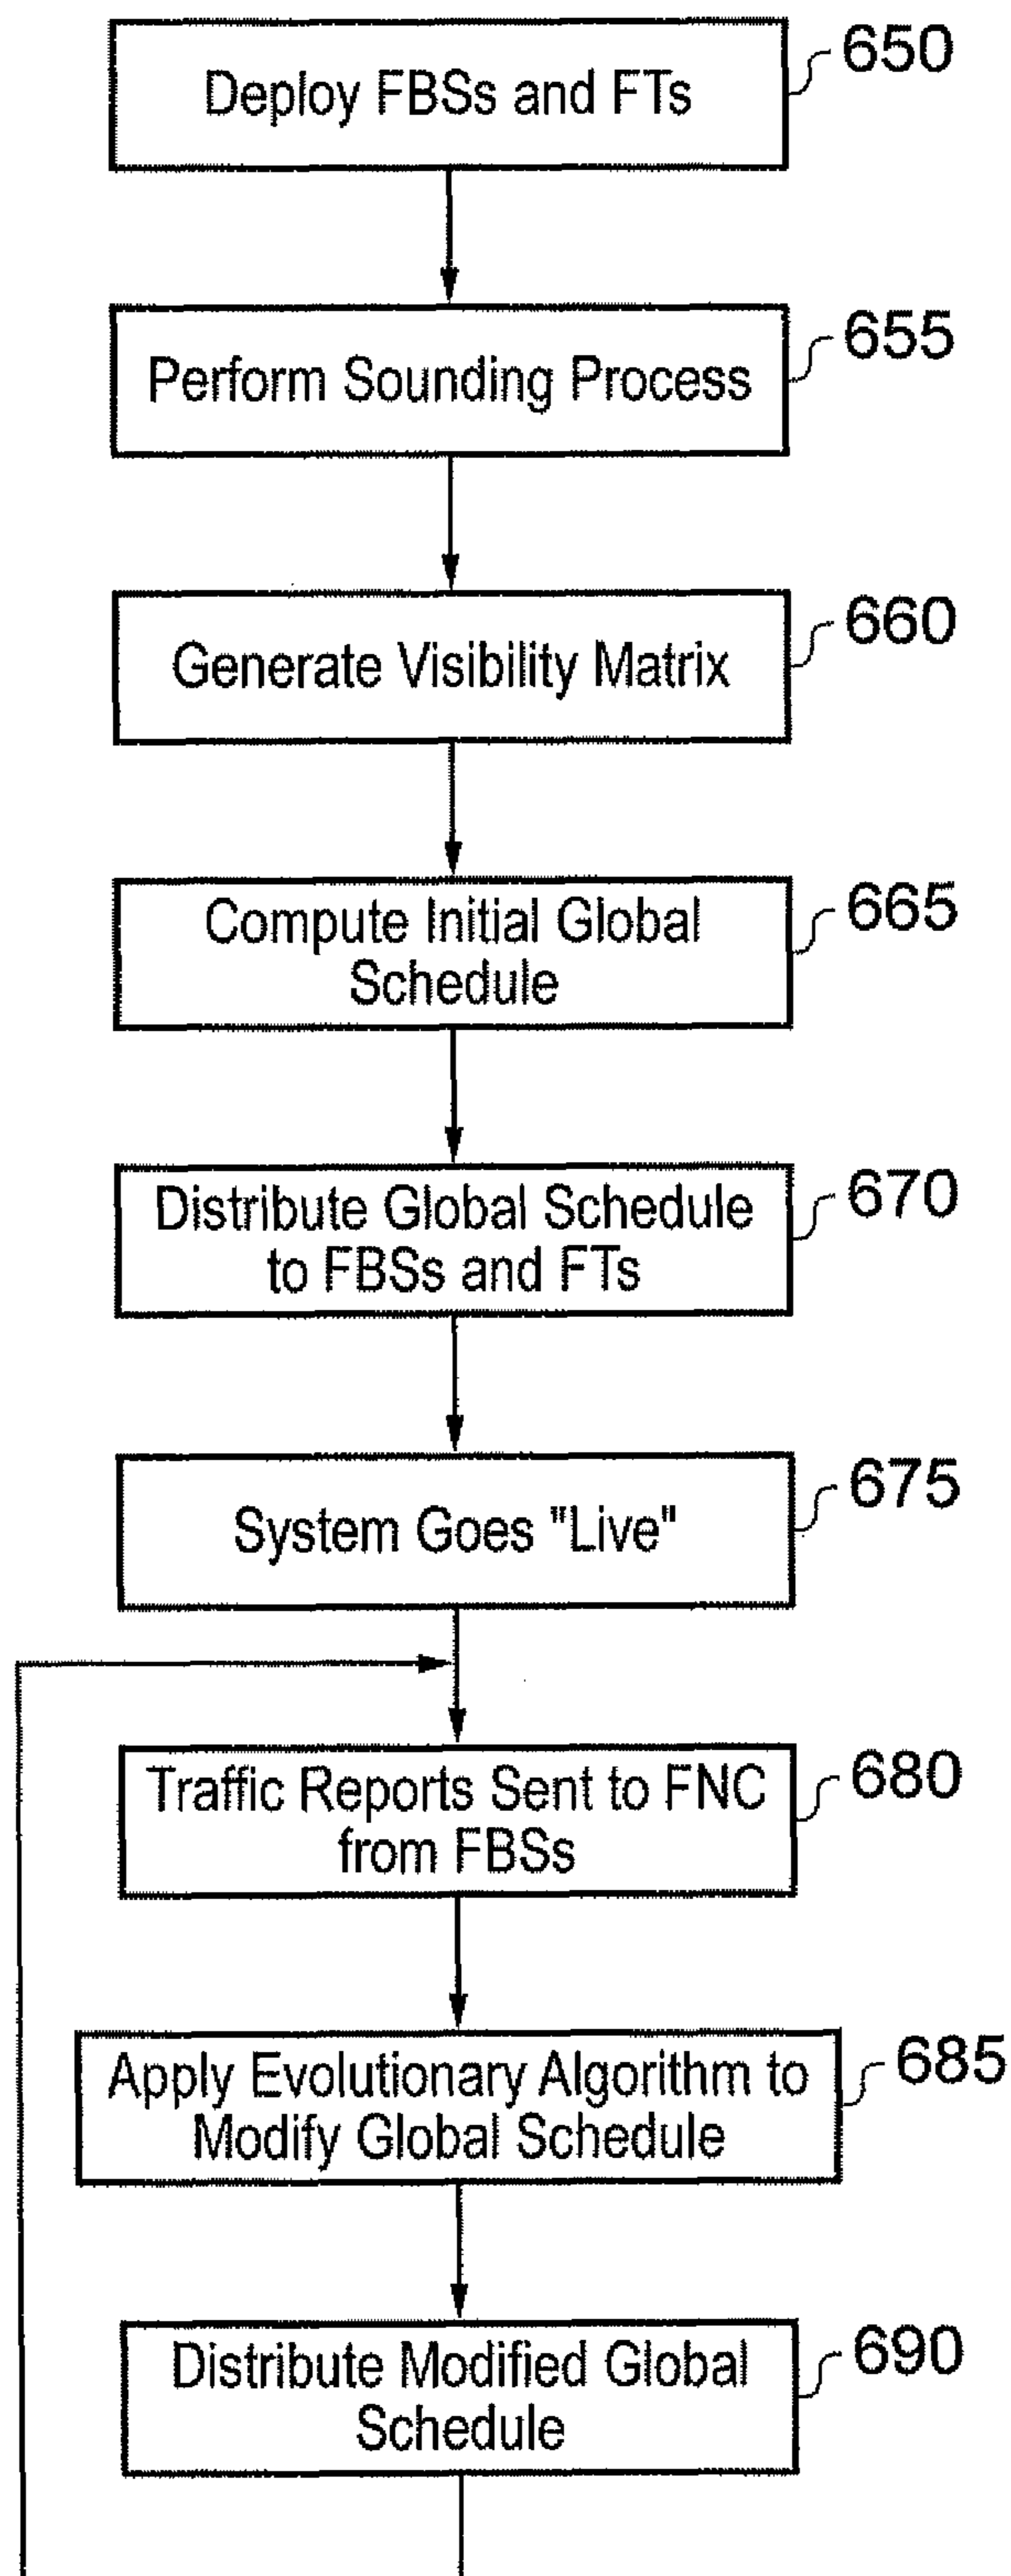 Deploy FBSs and FTs
650
Perform Sounding Process
655
Generate Visibility Matrix
660
Compute Initial Global
Schedule
665
Distribute Global Schedule
to FBSs and FTs
670
System Goes "Live"
675
Traffic Reports Sent to FNC
from FBSs
680
Apply Evolutionary Algorithm to
Modify Global Schedule
685
Distribute Modified Global
Schedule
690